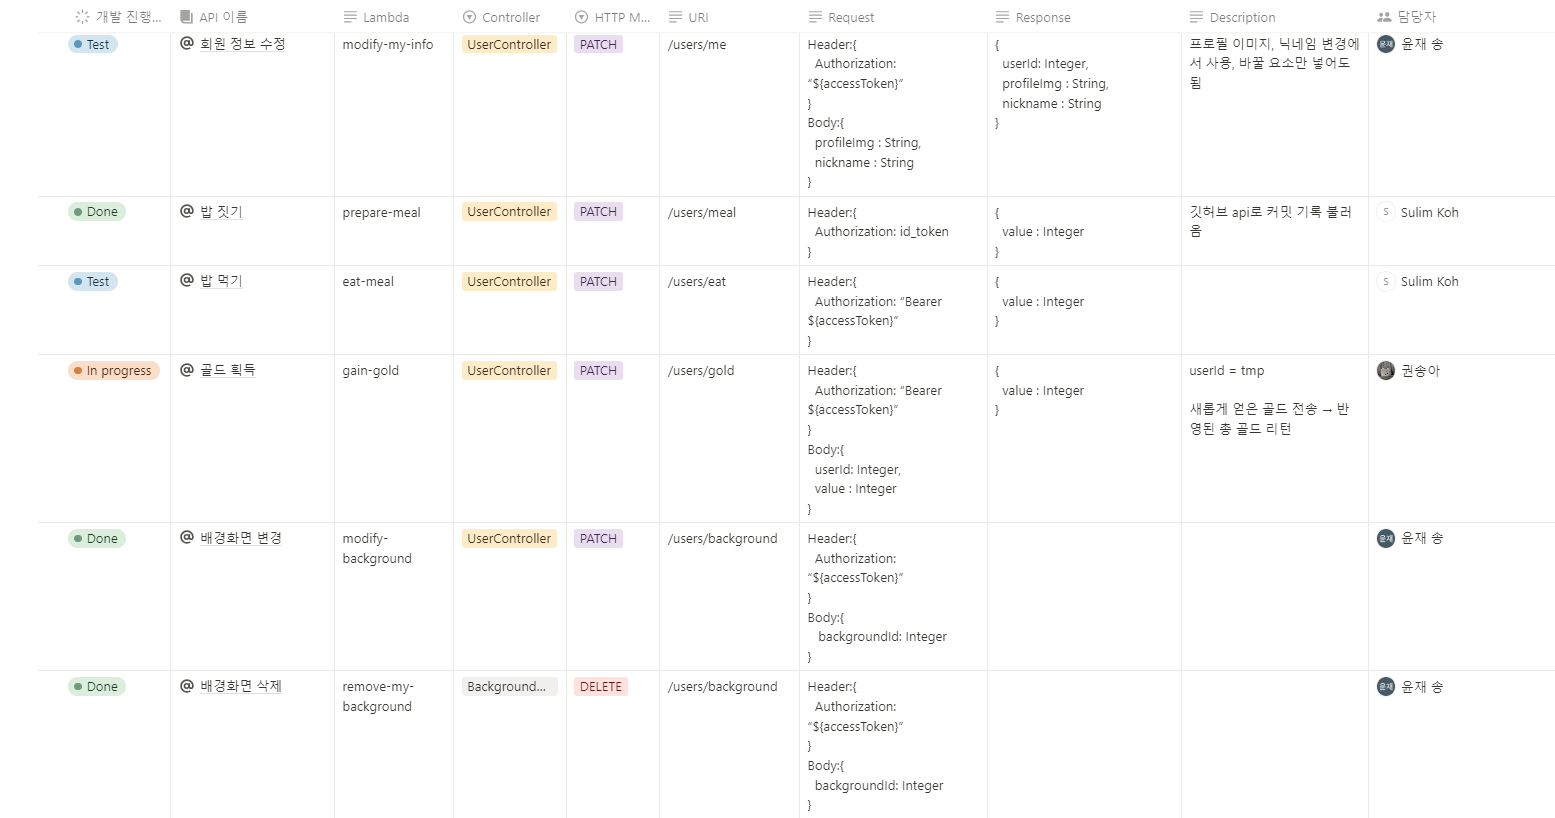 개발 진행... API 이름 Lambda Controller HTTP M... URI Request Response Description 담당자
Test @ 회원 정보 수정 modify-my-info UserController PATCH /users/me
Header:{
Authorization:
“${accessToken}”
}
Body:{
profileImg : String,
nickname : String
}
{
userId: Integer,
profileImg : String,
nickname : String
}
프로필 이미지, 닉네임 변경에
서 사용, 바꿀 요소만 넣어도
됨
윤재 윤재 송
Done @ 밥 짓기 prepare-meal UserController PATCH /users/meal
Header:{
Authorization: id_token
}
{
value : Integer
}
깃허브 api로 커밋 기록 불러
옴
S Sulim Koh
Test @ 밥 먹기 eat-meal UserController PATCH /users/eat
Header:{
Authorization: “Bearer
${accessToken}”
}
{
value : Integer
}
S Sulim Koh
In progress @ 골드 획득 gain-gold UserController PATCH /users/gold
Header:{
Authorization: “Bearer
${accessToken}”
}
Body:{
userId: Integer,
value : Integer
}
{
value : Integer
}
userId = tmp
새롭게 얻은 골드 전송 → 반
영된 총 골드 리턴
권송아
Done @ 배경화면 변경 modify-
background
UserController PATCH /users/background
Header:{
Authorization:
“${accessToken}”
}
Body:{
backgroundId: Integer
}
윤재 윤재 송
Done @ 배경화면 삭제 remove-my-
background
Background... DELETE /users/background
Header:{
Authorization:
“${accessToken}”
}
Body:{
backgroundId: Integer
}
윤재 윤재 송